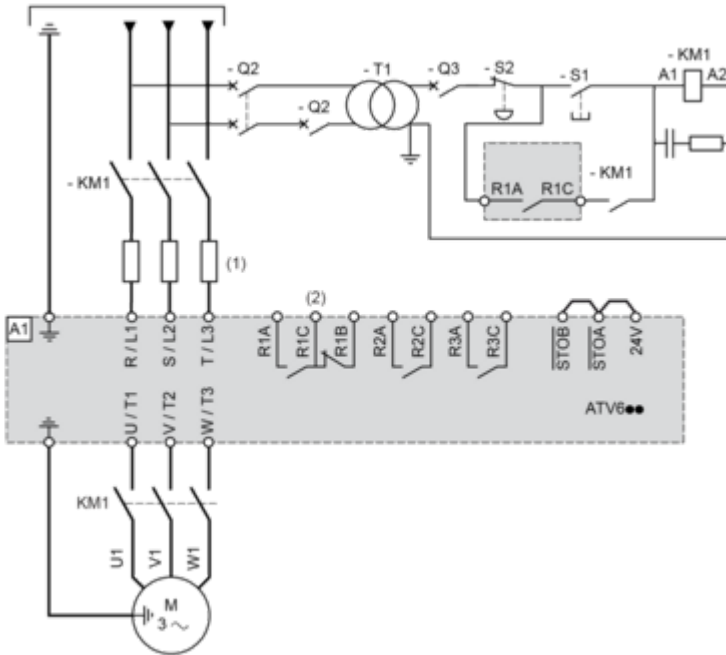 - Q2
- T1
- Q3
- S2
- S1
- KM1
A1
A2
- Q2
- KM1
R1A
R1C
- KM1
(1)
(2)
A1
R / L1
S / L2
T / L3
R1A
R1C
R1B
R2A
R2C
R3A
R3C
STOB
STOA
24V
U / T1
V / T2
W / T3
ATV6●●
KM1
U1
V1
W1
M
3 ~